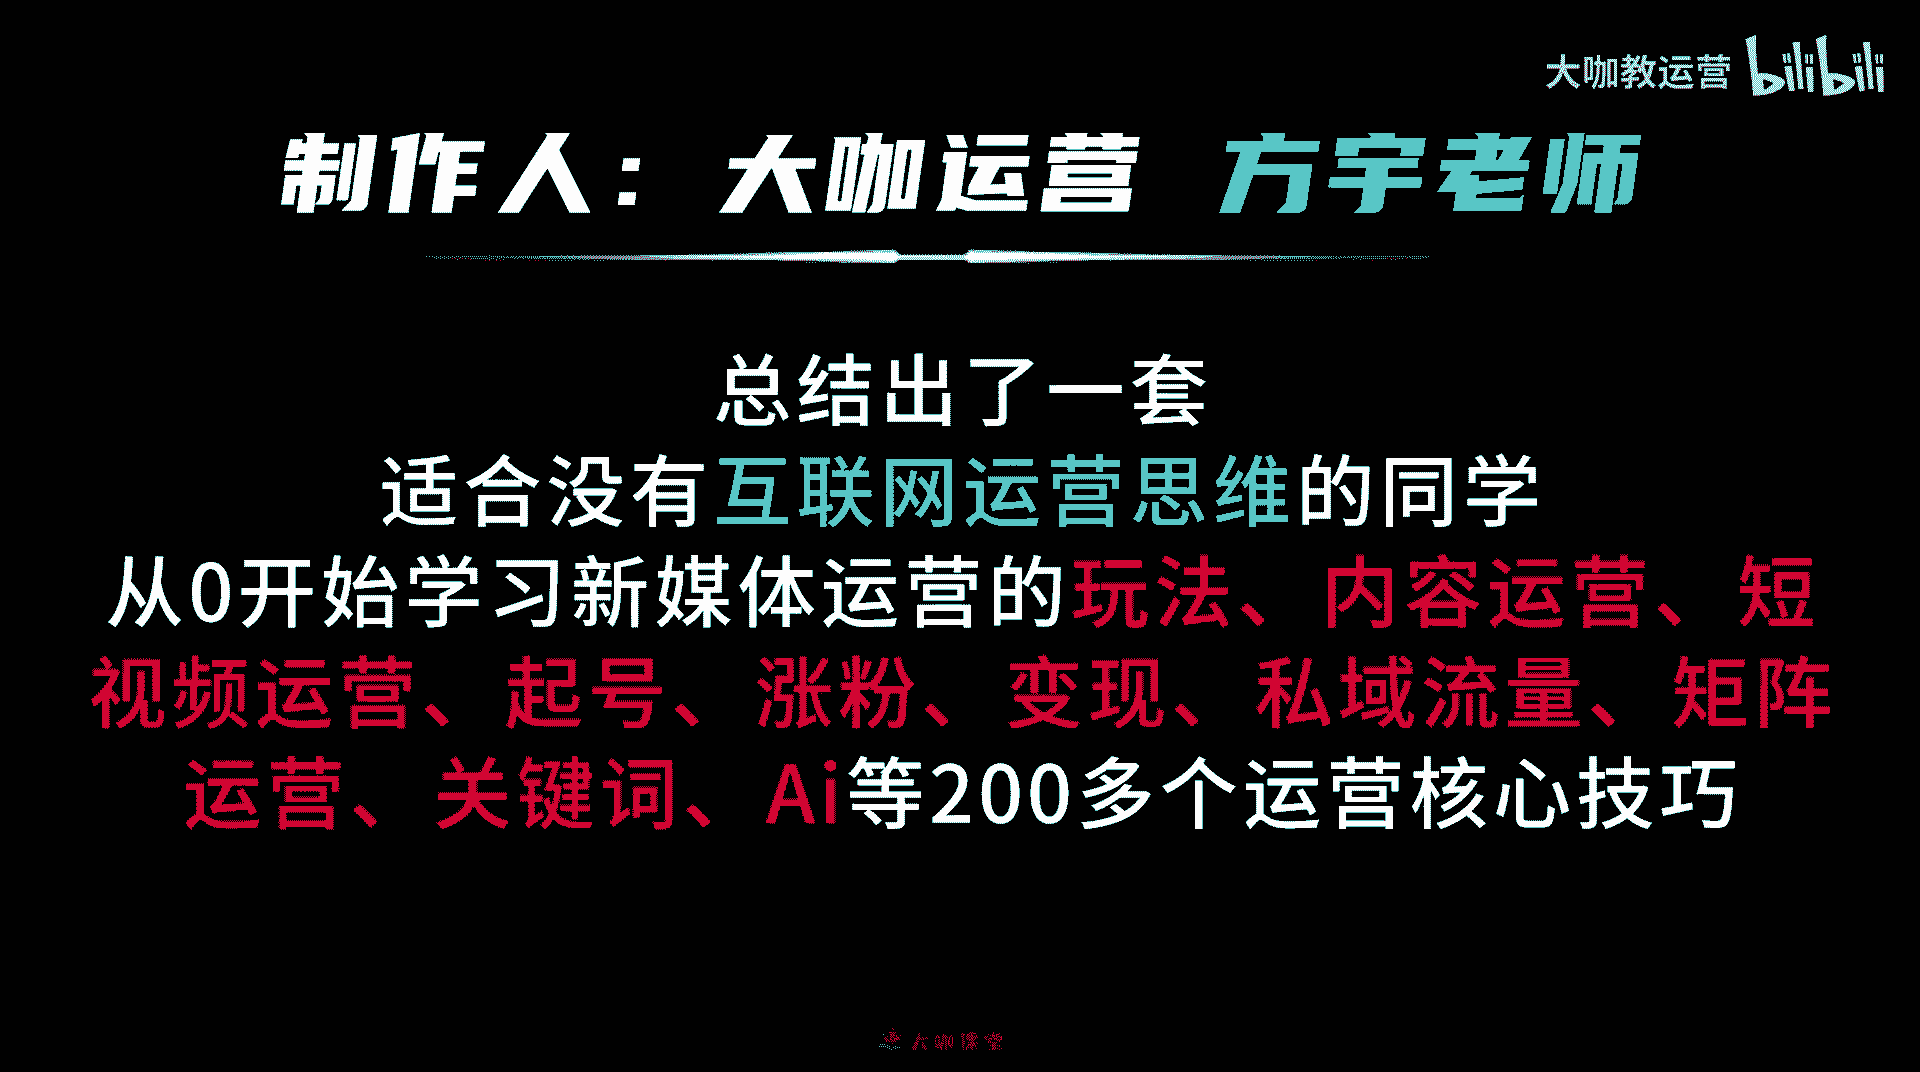 大咖教运营 bilibili
制作人：大咖运营 方宇老师
总结出了一套
适合没有互联网运营思维的同学
从0开始学习新媒体运营的玩法、内容运营、短
视频运营、起号、涨粉、变现、私域流量、矩阵
运营、关键词、Ai等200多个运营核心技巧
大咖课堂